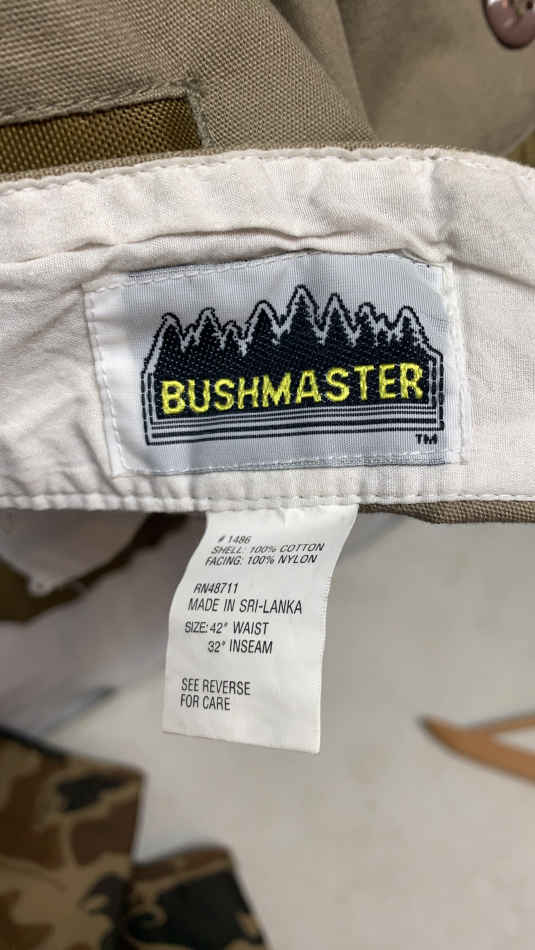 BUSHMASTER
TM
# 1486
SHELL: 100% COTTON
FACING: 100% NYLON
RN48711
MADE IN SRI-LANKA
SIZE: 42" WAIST
32" INSEAM
SEE REVERSE
FOR CARE